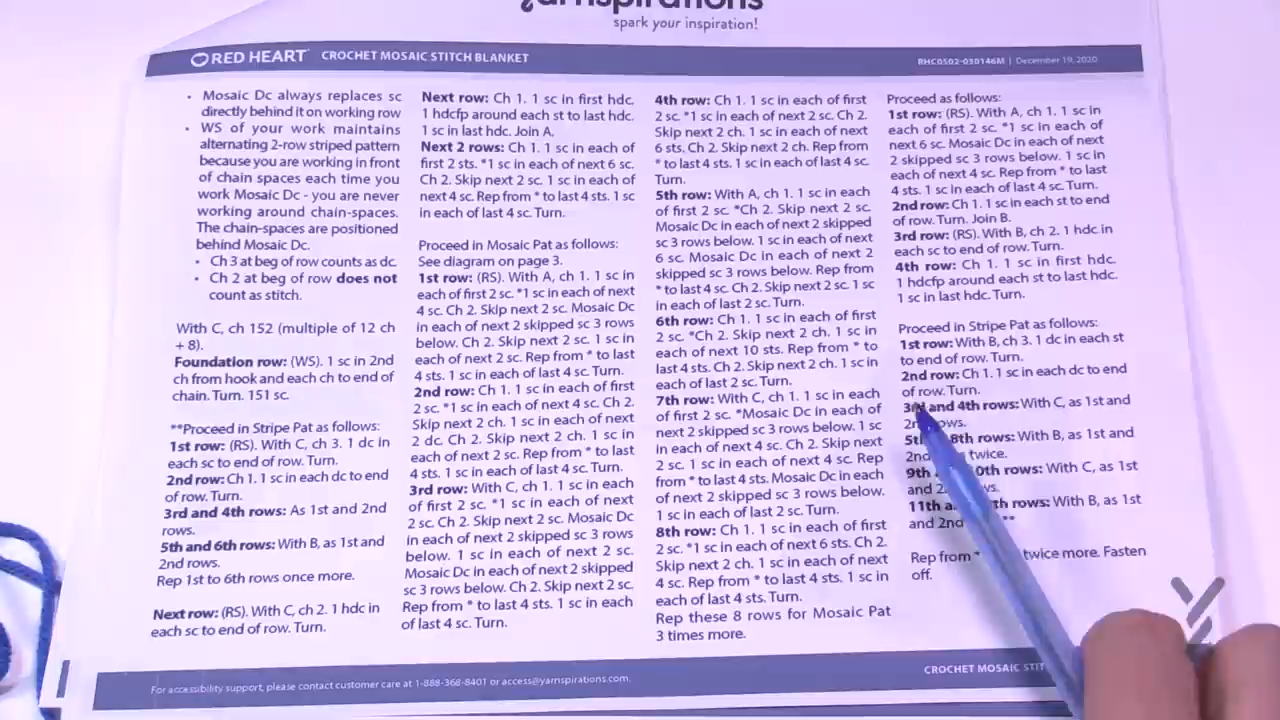 yarnspirations
spark your inspiration!
RED HEART CROCHET MOSAIC STITCH BLANKET
RHC0502-030146M | December 19, 2020
• Mosaic Dc always replaces sc
directly behind it on working row
• WS of your work maintains
alternating 2-row striped pattern
because you are working in front
of chain spaces each time you
work Mosaic Dc - you are never
working around chain-spaces.
The chain-spaces are positioned
behind Mosaic Dc.
• Ch 3 at beg of row counts as dc.
• Ch 2 at beg of row does not
count as stitch.
With C, ch 152 (multiple of 12 ch
+ 8).
Foundation row: (WS). 1 sc in 2nd
ch from hook and each ch to end of
chain. Turn. 151 sc.
**Proceed in Stripe Pat as follows:
1st row: (RS). With C, ch 3. 1 dc in
each sc to end of row. Turn.
2nd row: Ch 1. 1 sc in each dc to end
of row. Turn.
3rd and 4th rows: As 1st and 2nd
rows.
5th and 6th rows: With B, as 1st and
2nd rows.
Rep 1st to 6th rows once more.
Next row: (RS). With C, ch 2. 1 hdc in
each sc to end of row. Turn.
Next row: Ch 1. 1 sc in first hdc.
1 hdcfp around each st to last hdc.
1 sc in last hdc. Join A.
Next 2 rows: Ch 1. 1 sc in each of
first 2 sts. *1 sc in each of next 6 sc.
Ch 2. Skip next 2 sc. 1 sc in each of
next 4 sc. Rep from * to last 4 sts. 1 sc
in each of last 4 sc. Turn.
Proceed in Mosaic Pat as follows:
See diagram on page 3.
1st row: (RS). With A, ch 1. 1 sc in
each of first 2 sc. *1 sc in each of next
4 sc. Ch 2. Skip next 2 sc. Mosaic Dc
in each of next 2 skipped sc 3 rows
below. Ch 2. Skip next 2 sc. 1 sc in
each of next 2 sc. Rep from * to last
4 sts. 1 sc in each of last 4 sc. Turn.
2nd row: Ch 1. 1 sc in each of first
2 sc. *1 sc in each of next 4 sc. Ch 2.
Skip next 2 ch. 1 sc in each of next
2 dc. Ch 2. Skip next 2 ch. 1 sc in
each of next 2 sc. Rep from * to last
4 sts. 1 sc in each of last 4 sc. Turn.
3rd row: With C, ch 1. 1 sc in each
of first 2 sc. *1 sc in each of next
2 sc. Ch 2. Skip next 2 sc. Mosaic Dc
in each of next 2 skipped sc 3 rows
below. 1 sc in each of next 2 sc.
Mosaic Dc in each of next 2 skipped
sc 3 rows below. Ch 2. Skip next 2 sc.
Rep from * to last 4 sts. 1 sc in each
of last 4 sc. Turn.
4th row: Ch 1. 1 sc in each of first
2 sc. *1 sc in each of next 2 sc. Ch 2.
Skip next 2 ch. 1 sc in each of next
6 sts. Ch 2. Skip next 2 ch. Rep from
* to last 4 sts. 1 sc in each of last 4 sc.
Turn.
5th row: With A, ch 1. 1 sc in each
of first 2 sc. *Ch 2. Skip next 2 sc.
Mosaic Dc in each of next 2 skipped
sc 3 rows below. 1 sc in each of next
6 sc. Mosaic Dc in each of next 2
skipped sc 3 rows below. Rep from
* to last 4 sc. Ch 2. Skip next 2 sc. 1 sc
in each of last 2 sc. Turn.
6th row: Ch 1. 1 sc in each of first
2 sc. *Ch 2. Skip next 2 ch. 1 sc in
each of next 10 sts. Rep from * to
last 4 sts. Ch 2. Skip next 2 ch. 1 sc in
each of last 2 sc. Turn.
7th row: With C, ch 1. 1 sc in each
of first 2 sc. *Mosaic Dc in each of
next 2 skipped sc 3 rows below. 1 sc
in each of next 4 sc. Ch 2. Skip next
2 sc. 1 sc in each of next 4 sc. Rep
from * to last 4 sts. Mosaic Dc in each
of next 2 skipped sc 3 rows below.
1 sc in each of last 2 sc. Turn.
8th row: Ch 1. 1 sc in each of first
2 sc. *1 sc in each of next 6 sts. Ch 2.
Skip next 2 ch. 1 sc in each of next
4 sc. Rep from * to last 4 sts. 1 sc in
each of last 4 sts. Turn.
Rep these 8 rows for Mosaic Pat
3 times more.
Proceed as follows:
1st row: (RS). With A, ch 1. 1 sc in
each of first 2 sc. *1 sc in each of
next 6 sc. Mosaic Dc in each of next
2 skipped sc 3 rows below. 1 sc in
each of next 4 sc. Rep from * to last
4 sts. 1 sc in each of last 4 sc. Turn.
2nd row: Ch 1. 1 sc in each st to end
of row. Turn. Join B.
3rd row: (RS). With B, ch 2. 1 hdc in
each sc to end of row. Turn.
4th row: Ch 1. 1 sc in first hdc.
1 hdcfp around each st to last hdc.
1 sc in last hdc. Turn.
Proceed in Stripe Pat as follows:
1st row: With B, ch 3. 1 dc in each st
to end of row. Turn.
2nd row: Ch 1. 1 sc in each dc to end
of row. Turn.
3rd and 4th rows: With C, as 1st and
rows.
8th rows: With B, as 1st and
2nd twice.
9th rows: With C, as 1st
and
11th rows: With B, as 1st
and 2nd **
Rep from twice more. Fasten
off.
For accessibility support, please contact customer care at 1-888-368-8401 or access@yarnspirations.com.
CROCHET MOSAIC